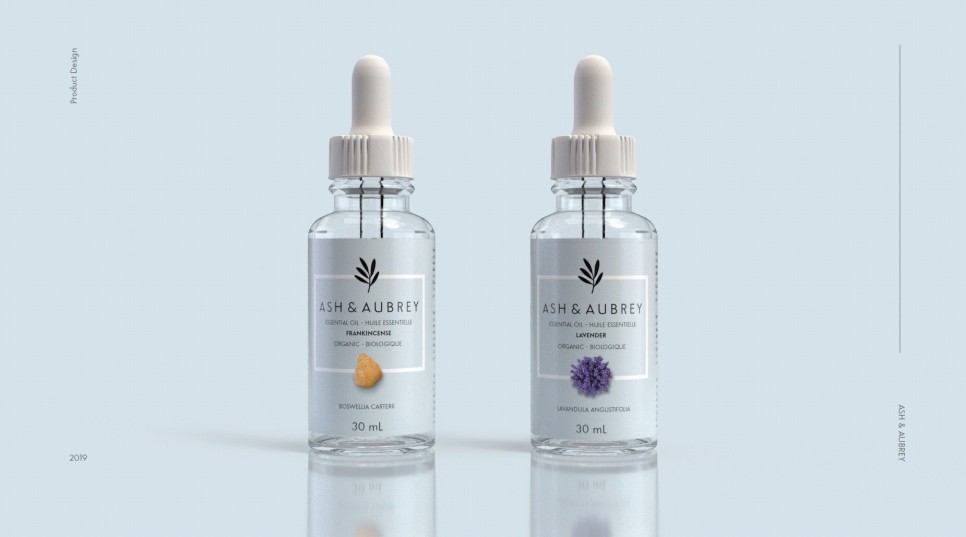 Product Design
ASH & AUBREY
ESSENTIAL OIL - HUILE ESSENTIELLE
FRANKINCENSE
ORGANIC - BIOLOGIQUE
BOSWELLIA CARTERII
30 mL
ASH & AUBREY
ESSENTIAL OIL - HUILE ESSENTIELLE
LAVENDER
ORGANIC - BIOLOGIQUE
LAVANDULA ANGUSTIFOLIA
30 mL
2019
ASH & AUBREY